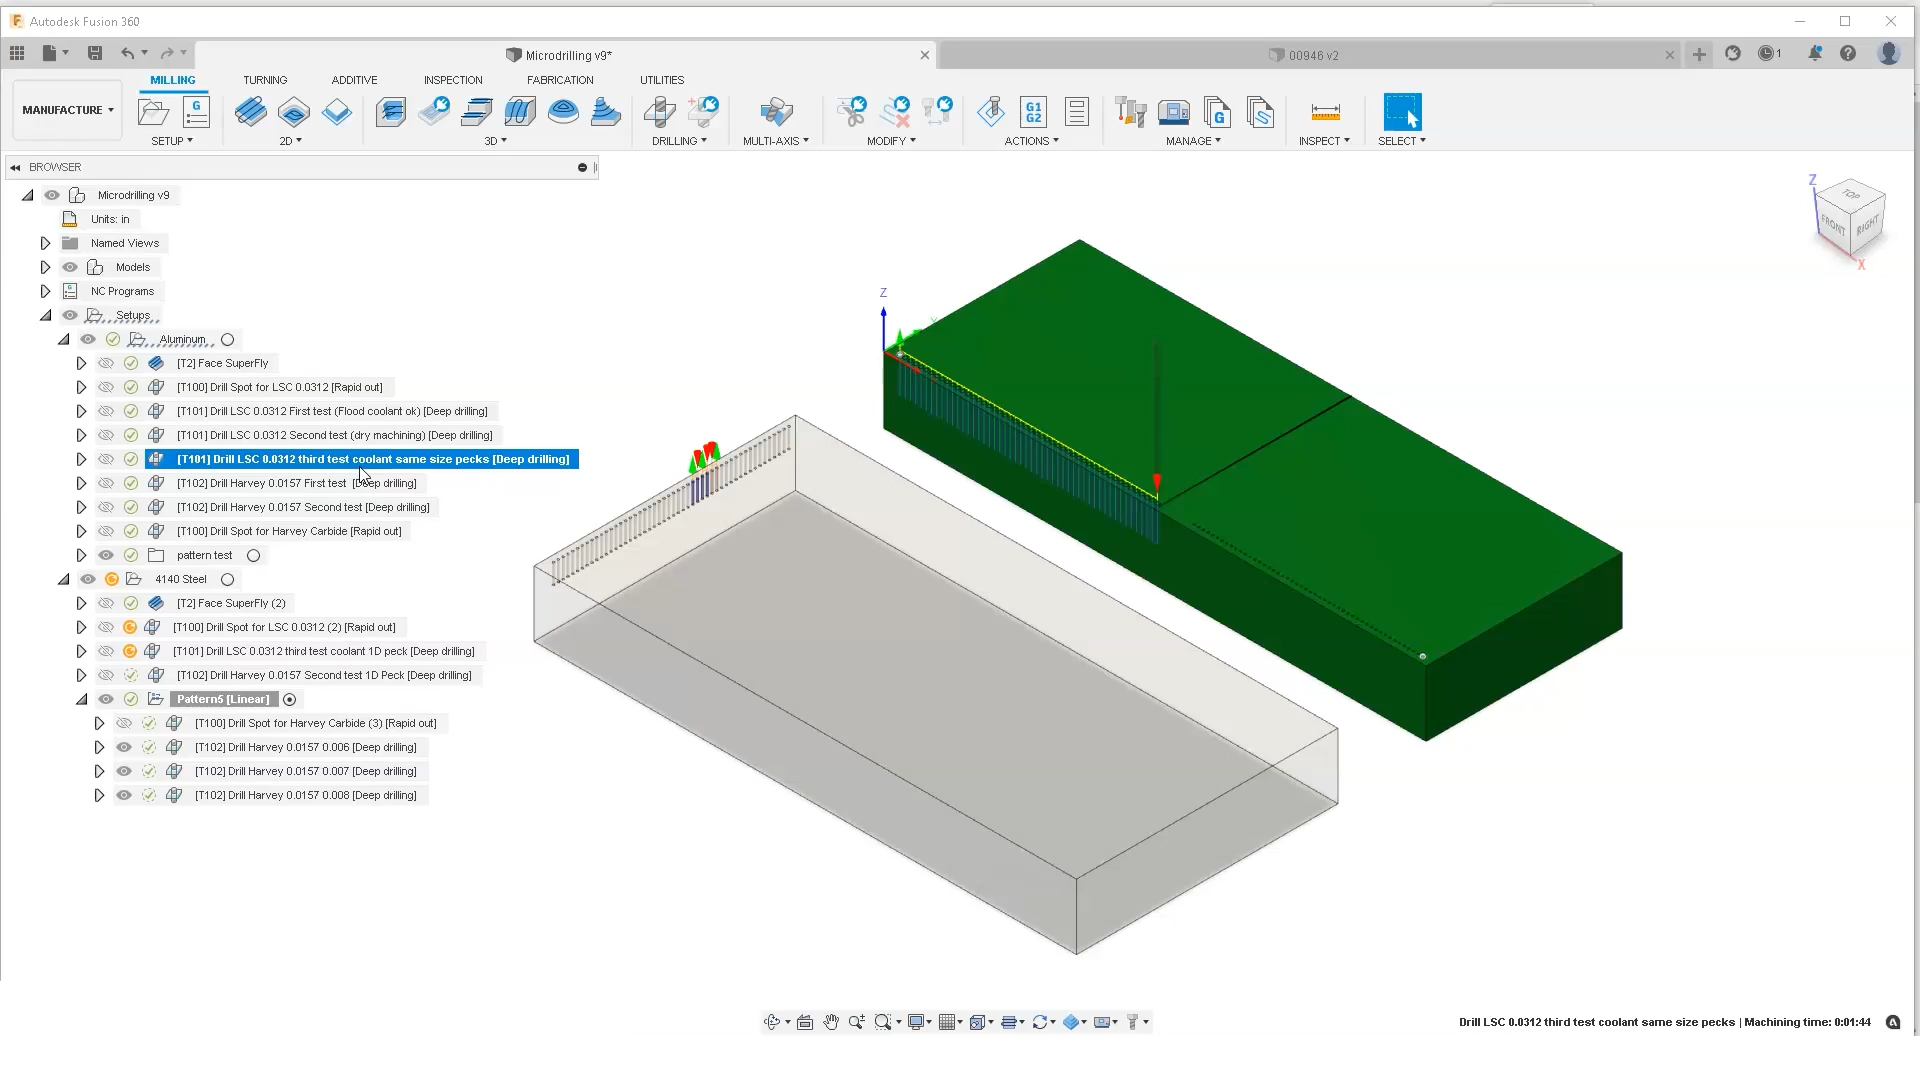 Autodesk Fusion 360
Microdrilling v9*
00946 v2
1
MILLING
TURNING
ADDITIVE
INSPECTION
FABRICATION
UTILITIES
MANUFACTURE
G
G1
G2
G
S
SETUP
2D
3D
DRILLING
MULTI-AXIS
MODIFY
ACTIONS
MANAGE
INSPECT
SELECT
BROWSER
Microdrilling v9
Units: in
Named Views
Models
NC Programs
Setups
Aluminum
[T2] Face SuperFly
[T100] Drill Spot for LSC 0.0312 [Rapid out]
[T101] Drill LSC 0.0312 First test (Flood coolant ok) [Deep drilling]
[T101] Drill LSC 0.0312 Second test (dry machining) [Deep drilling]
[T101] Drill LSC 0.0312 third test coolant same size pecks [Deep drilling]
[T102] Drill Harvey 0.0157 First test [Deep drilling]
[T102] Drill Harvey 0.0157 Second test [Deep drilling]
[T100] Drill Spot for Harvey Carbide [Rapid out]
pattern test
4140 Steel
[T2] Face SuperFly (2)
[T100] Drill Spot for LSC 0.0312 (2) [Rapid out]
[T101] Drill LSC 0.0312 third test coolant 1D peck [Deep drilling]
[T102] Drill Harvey 0.0157 Second test 1D Peck [Deep drilling]
Pattern5 [Linear]
[T100] Drill Spot for Harvey Carbide (3) [Rapid out]
[T102] Drill Harvey 0.0157 0.006 [Deep drilling]
[T102] Drill Harvey 0.0157 0.007 [Deep drilling]
[T102] Drill Harvey 0.0157 0.008 [Deep drilling]
Z
Z
TOP
FRONT
RIGHT
X
Drill LSC 0.0312 third test coolant same size pecks | Machining time: 0:01:44